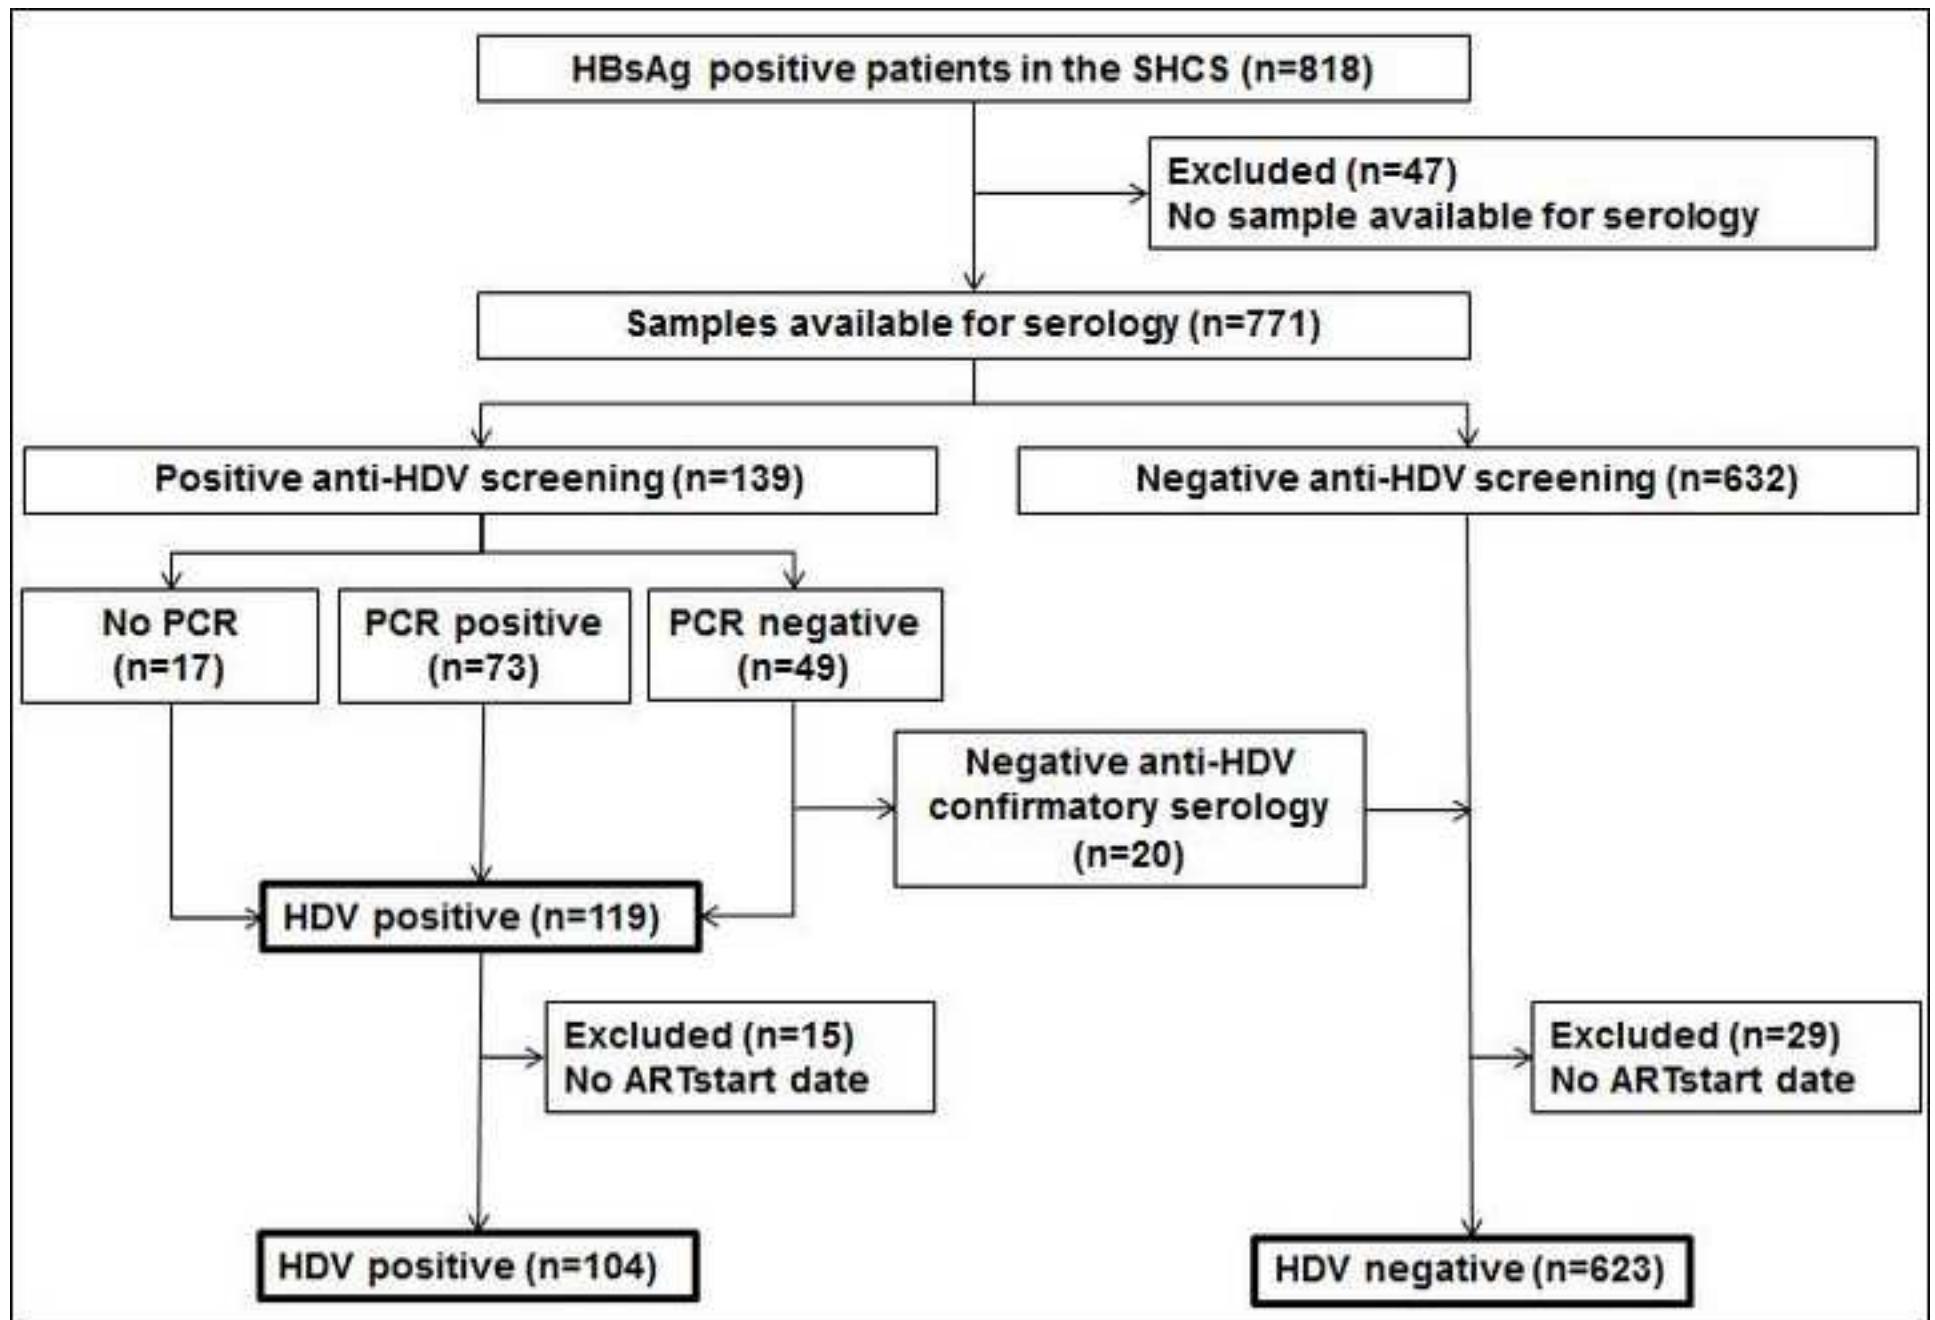 HBsAg positive patients in the SHCS (n=818)
Excluded (n=47)
No sample available for serology
Samples available for serology (n=771)
Positive anti-HDV screening (n=139)
Negative anti-HDV screening (n=632)
No PCR
(n=17)
PCR positive
(n=73)
PCR negative
(n=49)
Negative anti-HDV
confirmatory serology
(n=20)
HDV positive (n=119)
Excluded (n=15)
No ARTstart date
Excluded (n=29)
No ARTstart date
HDV positive (n=104)
HDV negative (n=623)